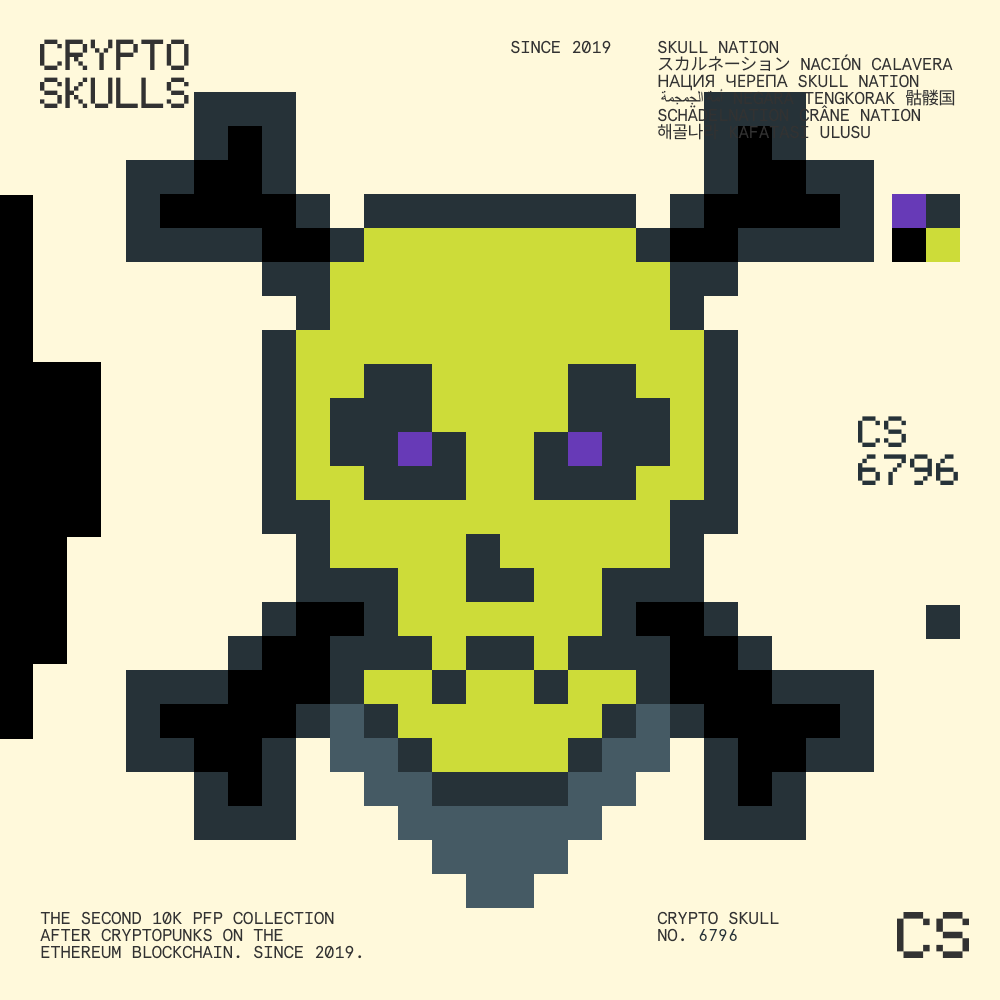 CRYPTO
SKULLS
SINCE 2019
SKULL NATION
スカルネーション NACIÓN CALAVERA
НАЦИЯ ЧЕРЕПА SKULL NATION
الجمجمة TENGKORAK 骷髅国
CRÂNE NATION
ULUSU
CS
6796
THE SECOND 10K PFP COLLECTION
AFTER CRYPTOPUNKS ON THE
ETHEREUM BLOCKCHAIN. SINCE 2019.
CRYPTO SKULL
NO. 6796
CS